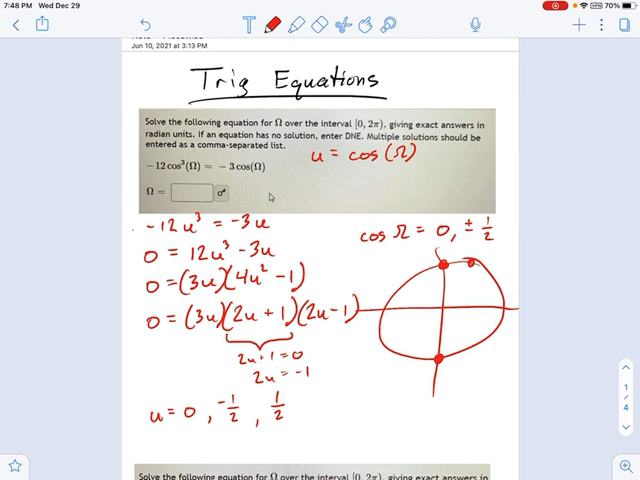 7:48 PM Wed Dec 29
70%
Jun 10, 2021 at 3:13 PM
Trig Equations
Solve the following equation for Ω over the interval [0, 2π), giving exact answers in
radian units. If an equation has no solution, enter DNE. Multiple solutions should be
entered as a comma-separated list.
u = cos(Ω)
−12 cos³(Ω) = −3 cos(Ω)
Ω =
-12u³ = -3u
cos Ω = 0, ± 1/2
0 = 12u³ - 3u
0 = (3u)(4u² - 1)
0 = (3u)(2u + 1)(2u - 1)
2u + 1 = 0
2u = -1
u = 0, -1/2, 1/2
1
/
4
Solve the following equation for Ω over the interval [0, 2π), giving exact answers in